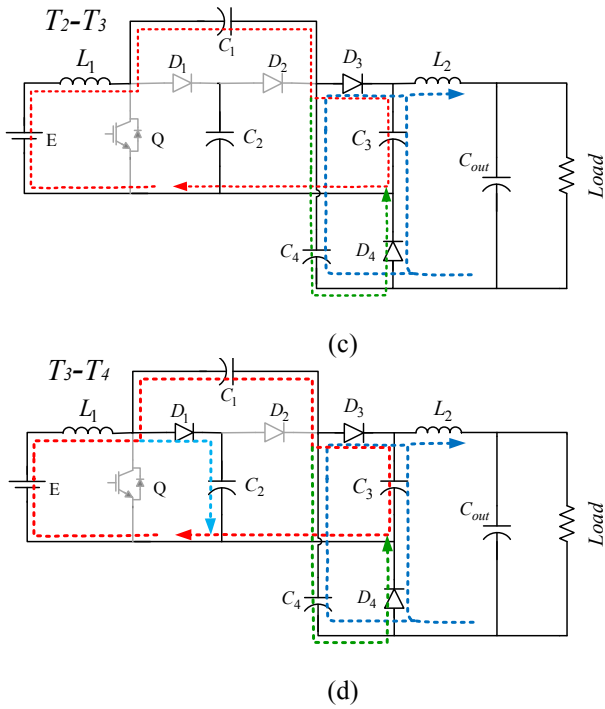 T2-T3
C1
L1
D1
D2
D3
L2
E
Q
C2
C3
Cout
Load
C4
D4
(c)
T3-T4
C1
L1
D1
D2
D3
L2
E
Q
C2
C3
Cout
Load
C4
D4
(d)